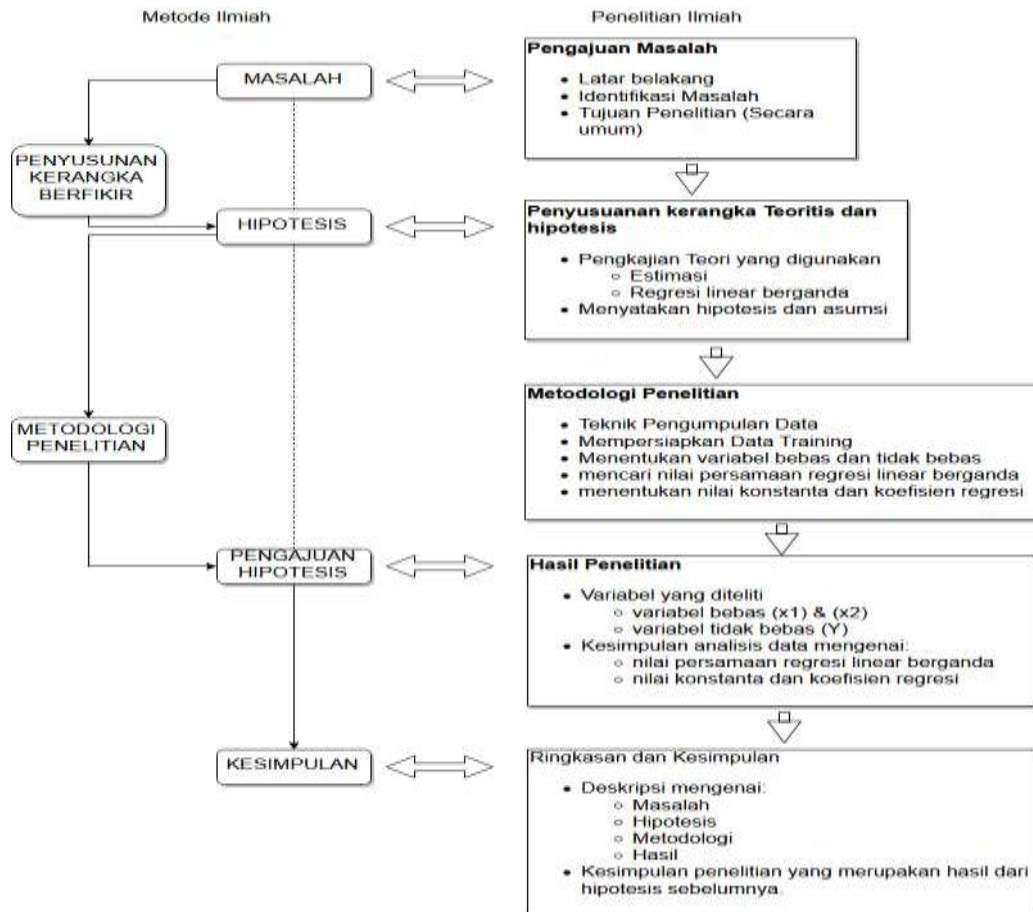 Metode Ilmiah
Penelitian Ilmiah
MASALAH
PENYUSUNAN
KERANGKA
BERFIKIR
HIPOTESIS
METODOLOGI
PENELITIAN
PENGAJUAN
HIPOTESIS
KESIMPULAN
Pengajuan Masalah
• Latar belakang
• Identifikasi Masalah
• Tujuan Penelitian (Secara
umum)
Penyusuanan kerangka Teoritis dan
hipotesis
• Pengkajian Teori yang digunakan
○ Estimasi
○ Regresi linear berganda
• Menyatakan hipotesis dan asumsi
Metodologi Penelitian
• Teknik Pengumpulan Data
• Mempersiapkan Data Training
• Menentukan variabel bebas dan tidak bebas
• mencari nilai persamaan regresi linear berganda
• menentukan nilai konstanta dan koefisien regresi
Hasil Penelitian
• Variabel yang diteliti
○ variabel bebas (x1) & (x2)
○ variabel tidak bebas (Y)
• Kesimpulan analisis data mengenai:
○ nilai persamaan regresi linear berganda
○ nilai konstanta dan koefisien regresi
Ringkasan dan Kesimpulan
• Deskripsi mengenai:
○ Masalah
○ Hipotesis
○ Metodologi
○ Hasil
• Kesimpulan penelitian yang merupakan hasil dari
hipotesis sebelumnya.